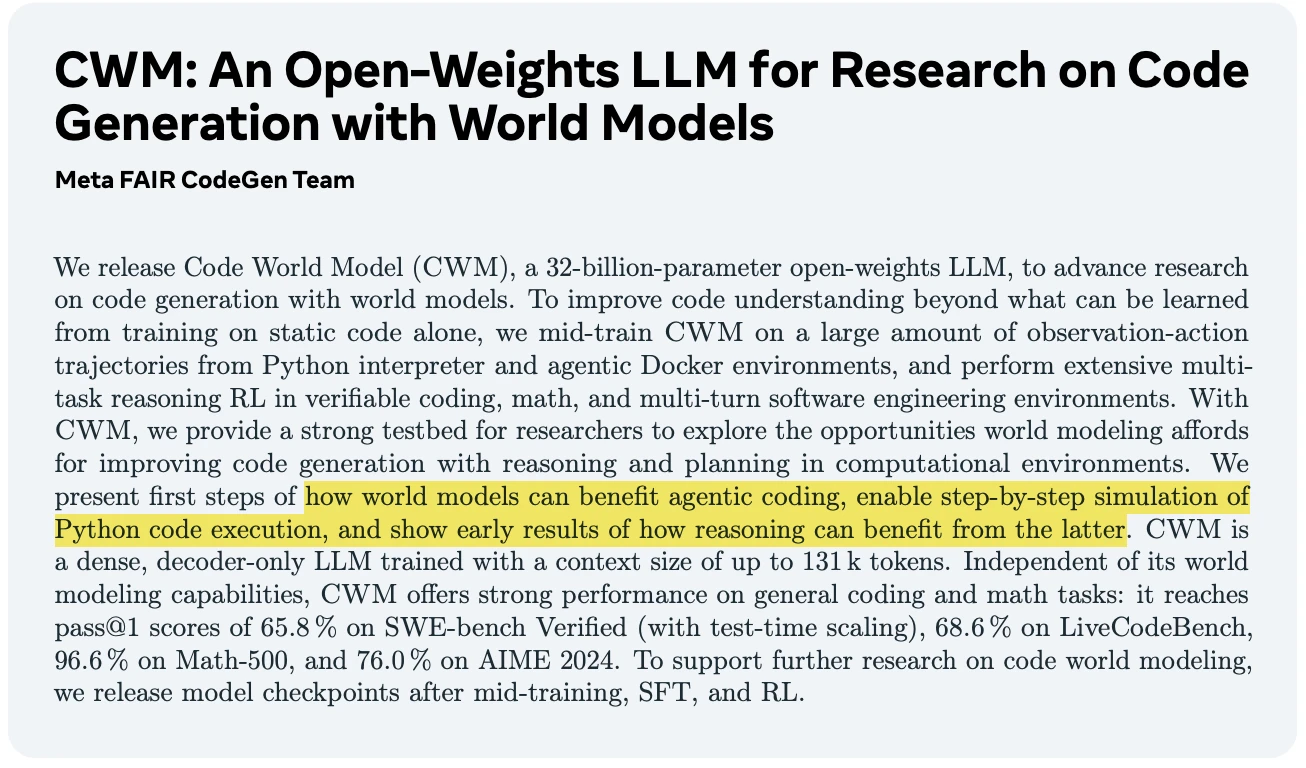 CWM: An Open-Weights LLM for Research on Code
Generation with World Models
Meta FAIR CodeGen Team
We release Code World Model (CWM), a 32-billion-parameter open-weights LLM, to advance research
on code generation with world models. To improve code understanding beyond what can be learned
from training on static code alone, we mid-train CWM on a large amount of observation-action
trajectories from Python interpreter and agentic Docker environments, and perform extensive multi-
task reasoning RL in verifiable coding, math, and multi-turn software engineering environments. With
CWM, we provide a strong testbed for researchers to explore the opportunities world modeling affords
for improving code generation with reasoning and planning in computational environments. We
present first steps of how world models can benefit agentic coding, enable step-by-step simulation of
Python code execution, and show early results of how reasoning can benefit from the latter. CWM is
a dense, decoder-only LLM trained with a context size of up to 131 k tokens. Independent of its world
modeling capabilities, CWM offers strong performance on general coding and math tasks: it reaches
pass@1 scores of 65.8 % on SWE-bench Verified (with test-time scaling), 68.6 % on LiveCodeBench,
96.6 % on Math-500, and 76.0 % on AIME 2024. To support further research on code world modeling,
we release model checkpoints after mid-training, SFT, and RL.